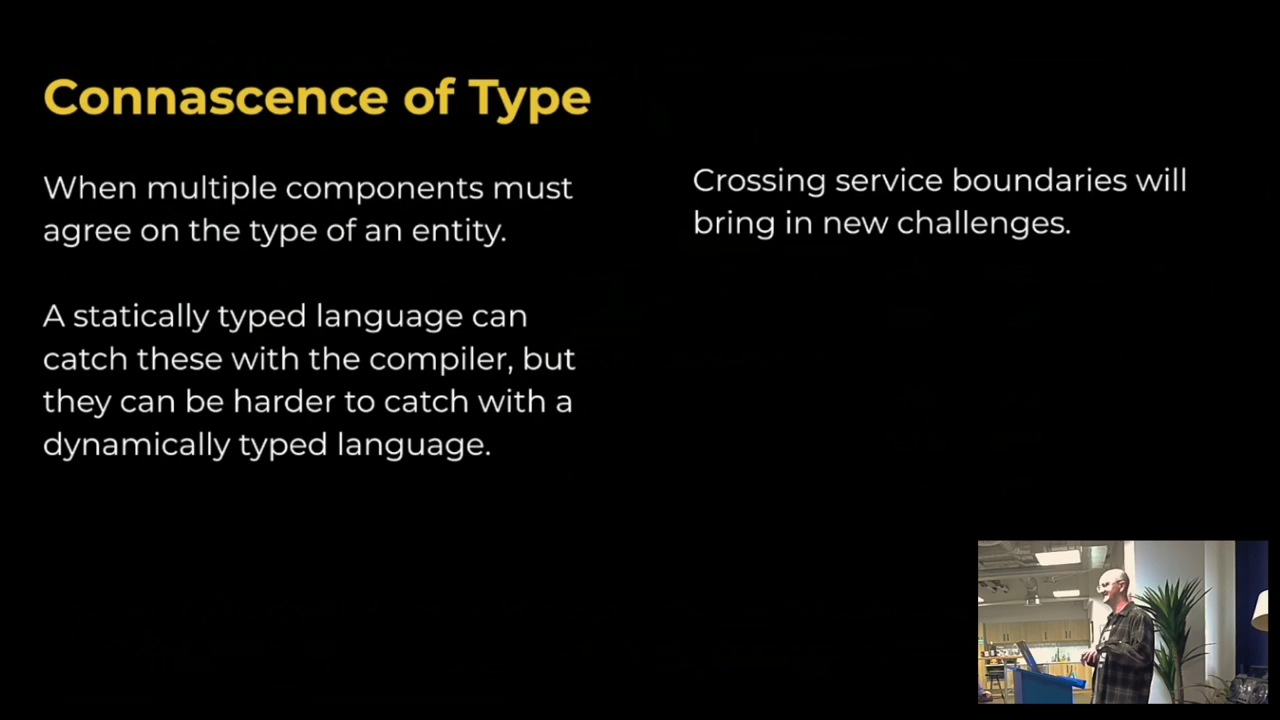 Connascence of Type
When multiple components must
agree on the type of an entity.
A statically typed language can
catch these with the compiler, but
they can be harder to catch with a
dynamically typed language.
Crossing service boundaries will
bring in new challenges.